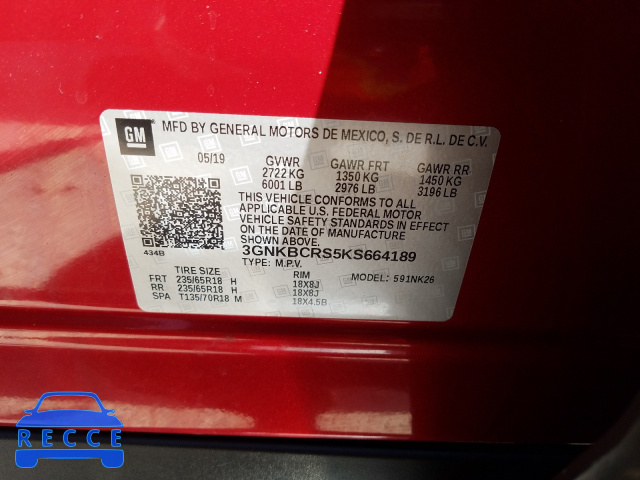 GM
MFD BY GENERAL MOTORS DE MEXICO, S. DE R.L. DE C.V.
05/19 GVWR GAWR FRT GAWR RR
2722 KG 1350 KG 1450 KG
6001 LB 2976 LB 3196 LB
THIS VEHICLE CONFORMS TO ALL
APPLICABLE U.S. FEDERAL MOTOR
VEHICLE SAFETY STANDARDS IN EFFECT
ON THE DATE OF MANUFACTURE
SHOWN ABOVE.
434B 3GNKBCRS5KS664189
TYPE: M.P.V.
TIRE SIZE RIM MODEL: 591NK26
FRT 235/65R18 H 18X8J
RR 235/65R18 H 18X8J
SPA T135/70R18 M 18X4.5B
RECCE